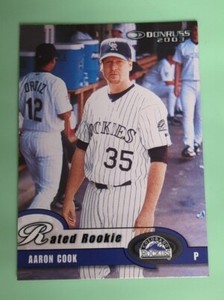 DONRUSS
2003
ORTIZ
12
ROCKIES
35
Rated Rookie
AARON COOK
P